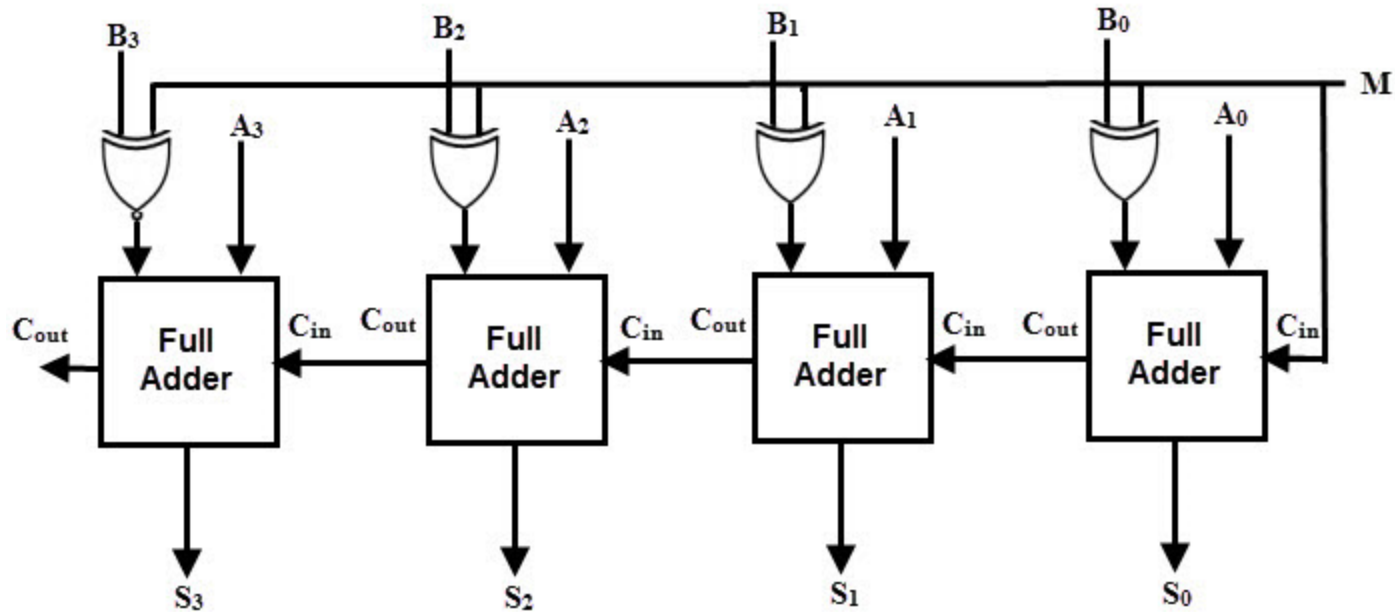 B₃ B₂ B₁ B₀
M
A₃ A₂ A₁ A₀
Cout Full Adder Cin Cout Full Adder Cin Cout Full Adder Cin Cout Full Adder Cin
S₃ S₂ S₁ S₀